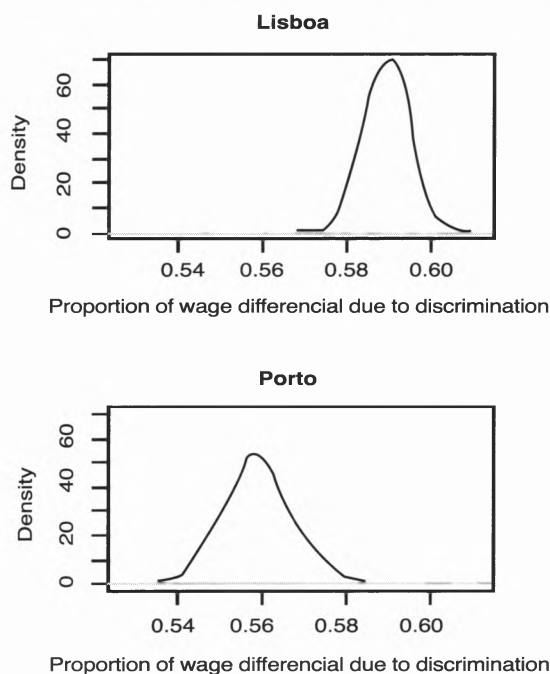 Lisboa
Density
60
40
20
0
0.54 0.56 0.58 0.60
Proportion of wage differencial due to discrimination
Porto
Density
60
40
20
0
0.54 0.56 0.58 0.60
Proportion of wage differencial due to discrimination